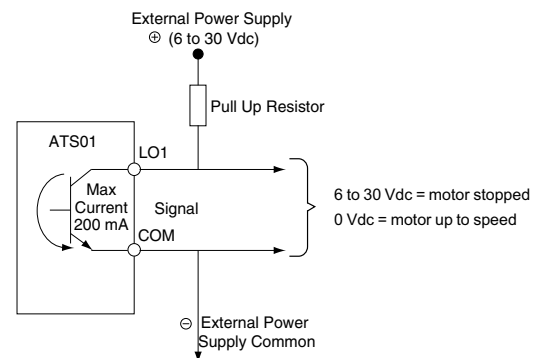 External Power Supply
⊕ (6 to 30 Vdc)
Pull Up Resistor
ATS01
LO1
Max
Current
200 mA
Signal
COM
6 to 30 Vdc = motor stopped
0 Vdc = motor up to speed
⊖ External Power
Supply Common